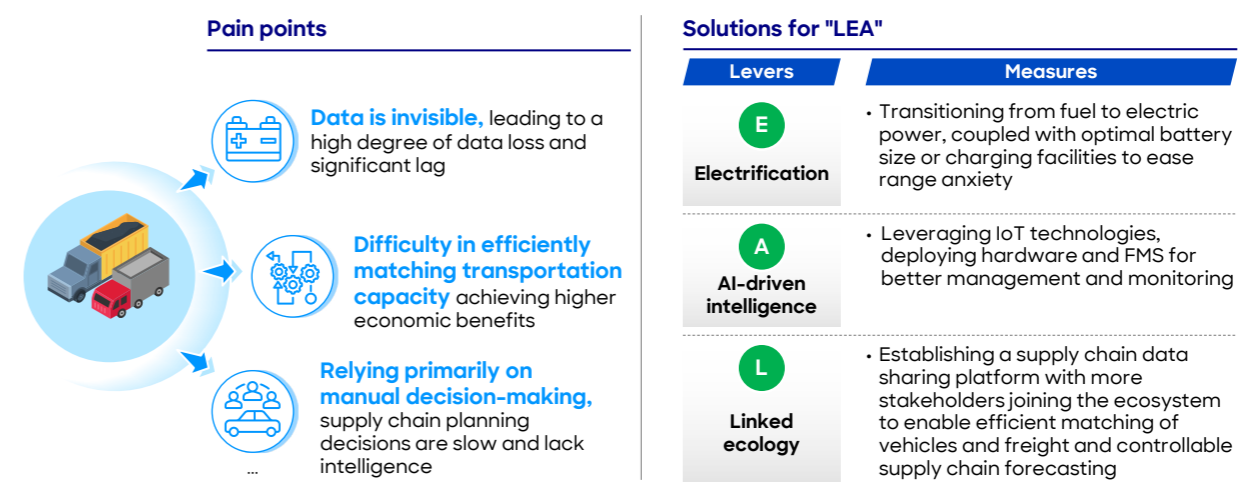 Pain points
Data is invisible, leading to a
high degree of data loss and
significant lag
Difficulty in efficiently
matching transportation
capacity achieving higher
economic benefits
Relying primarily on
manual decision-making,
supply chain planning
decisions are slow and lack
intelligence
...
Solutions for "LEA"
Levers
Measures
E
Electrification
• Transitioning from fuel to electric
power, coupled with optimal battery
size or charging facilities to ease
range anxiety
A
AI-driven
intelligence
• Leveraging IoT technologies,
deploying hardware and FMS for
better management and monitoring
L
Linked
ecology
• Establishing a supply chain data
sharing platform with more
stakeholders joining the ecosystem
to enable efficient matching of
vehicles and freight and controllable
supply chain forecasting